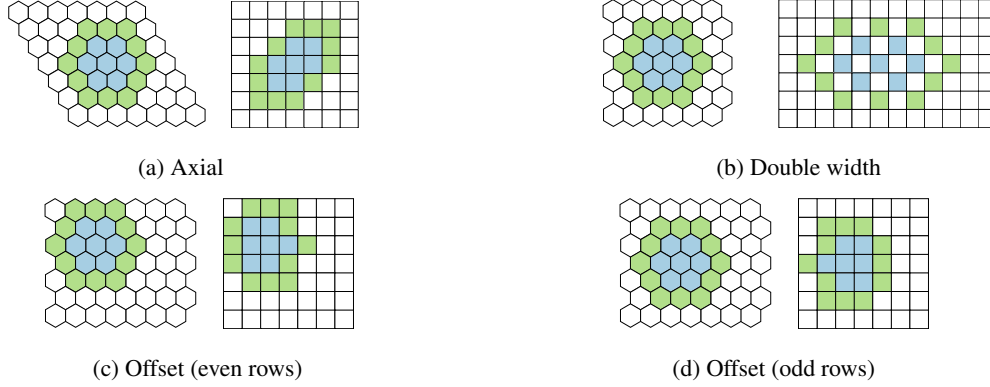 (a) Axial
(b) Double width
(c) Offset (even rows)
(d) Offset (odd rows)